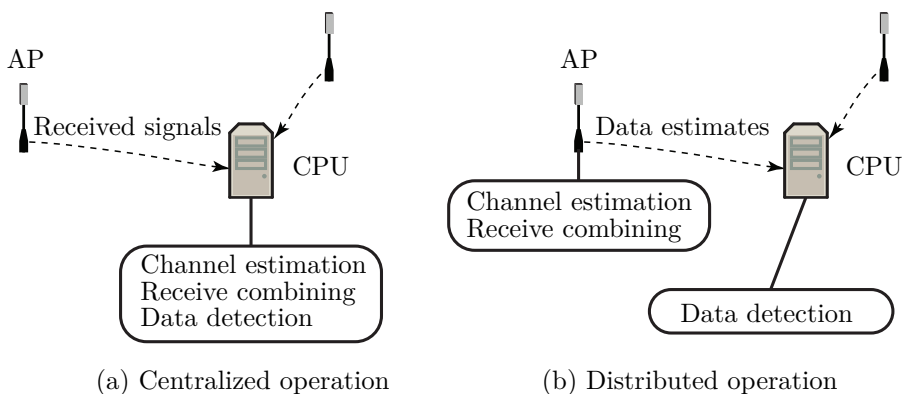 AP
Received signals
CPU
Channel estimation
Receive combining
Data detection
(a) Centralized operation
AP
Data estimates
CPU
Channel estimation
Receive combining
Data detection
(b) Distributed operation